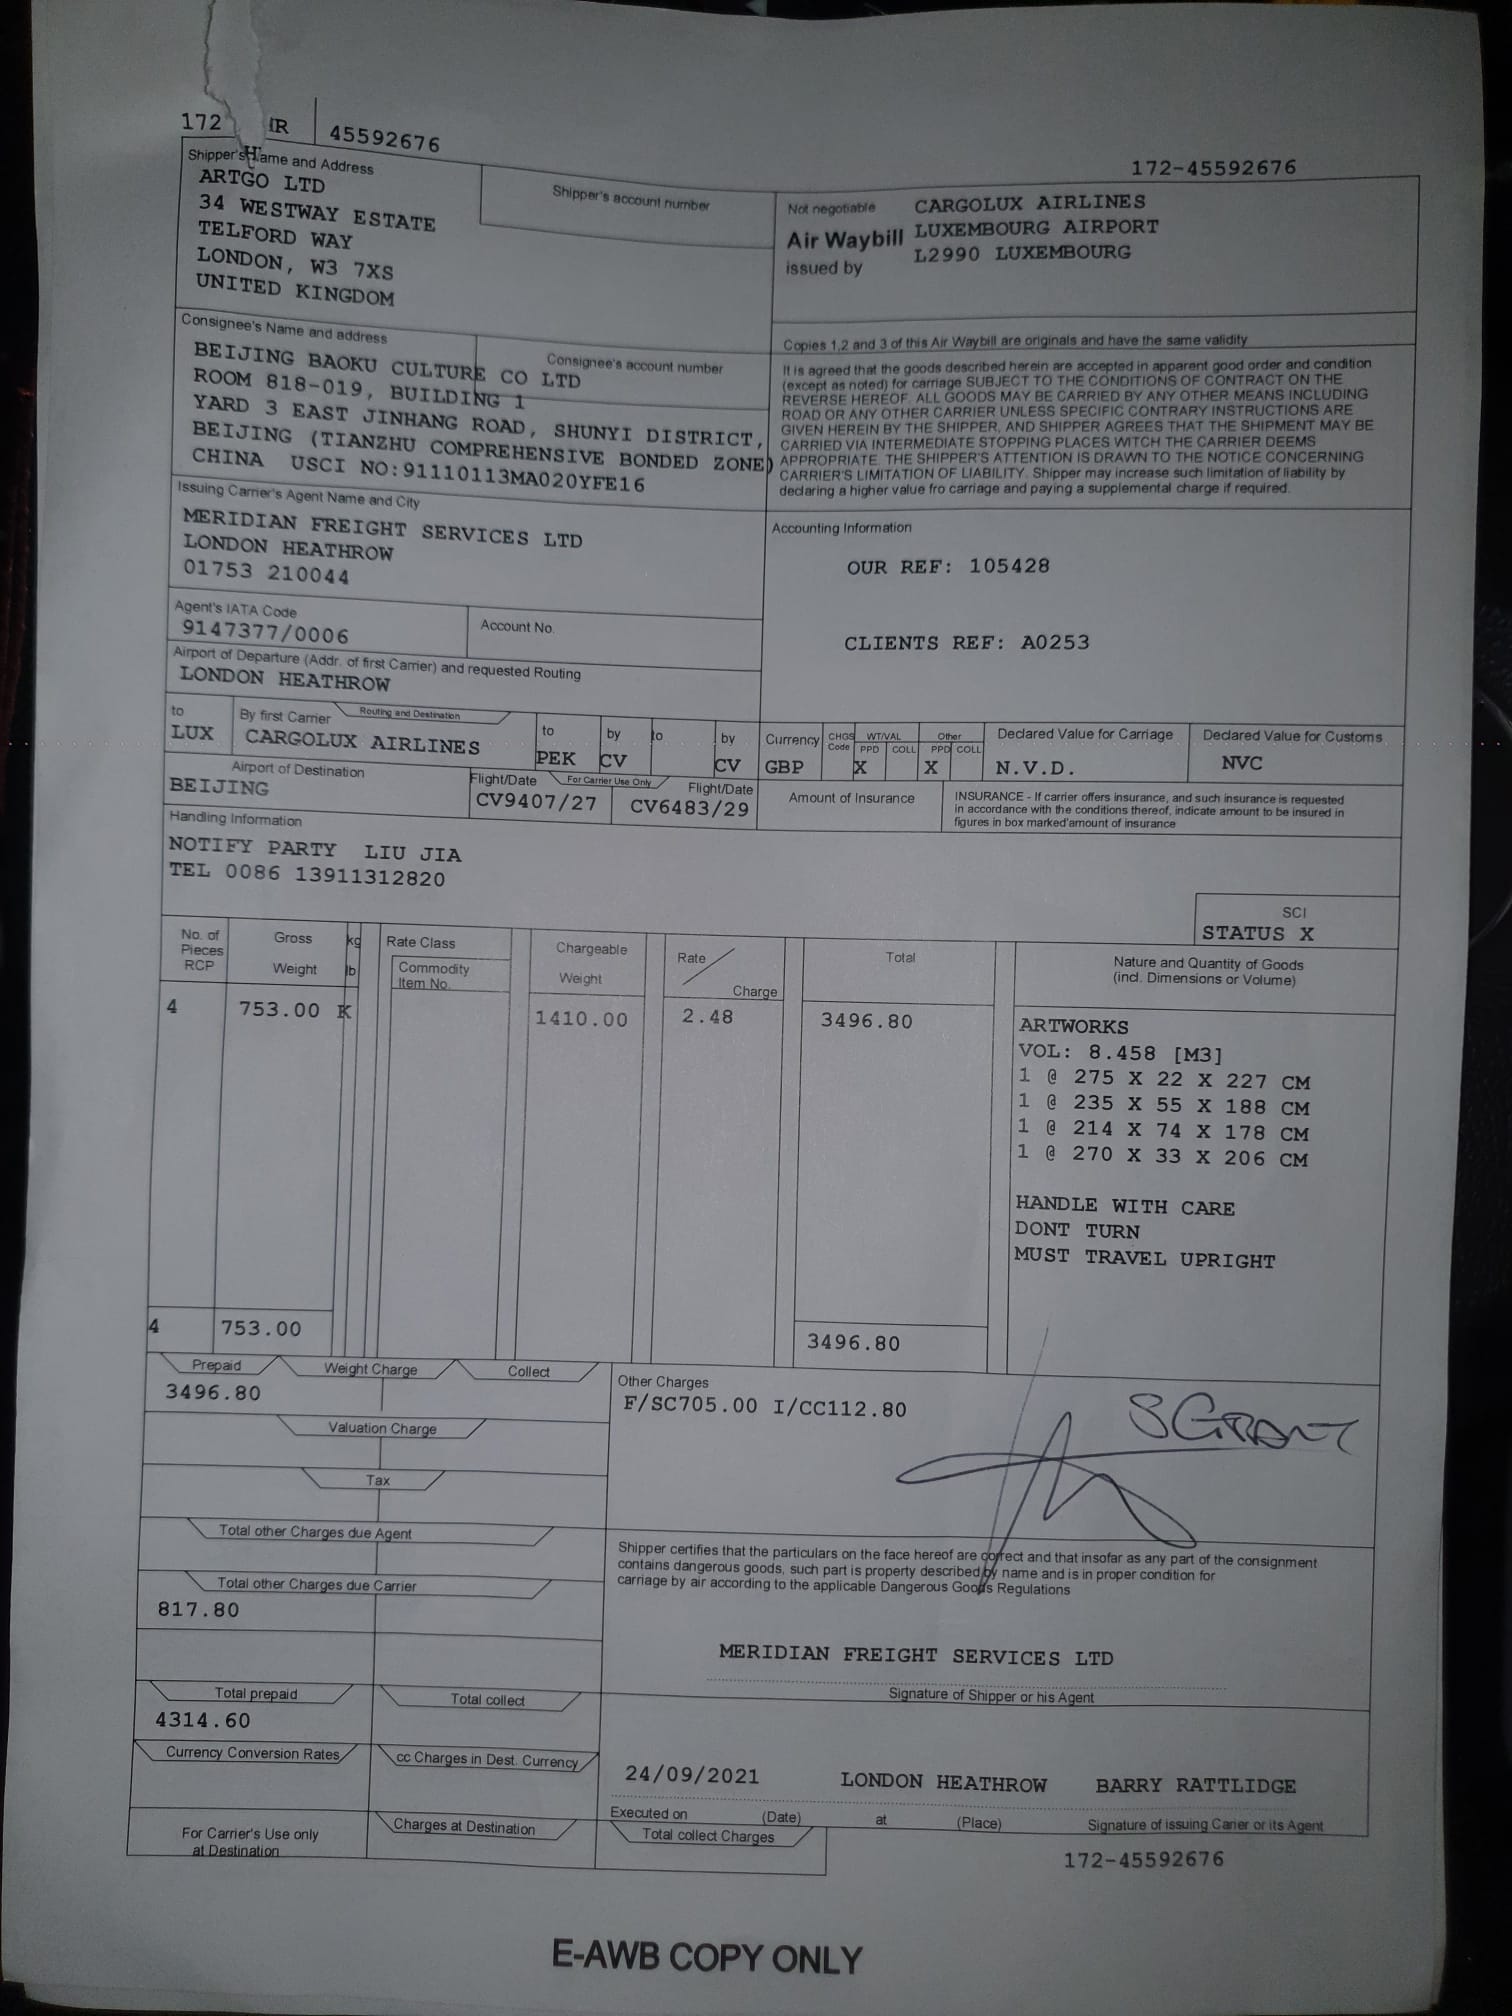 172 HR 45592676
172-45592676
Shipper's Name and Address
ARTGO LTD
34 WESTWAY ESTATE
TELFORD WAY
LONDON, W3 7XS
UNITED KINGDOM
Shipper's account number
Not negotiable
Air Waybill
issued by
CARGOLUX AIRLINES
LUXEMBOURG AIRPORT
L2990 LUXEMBOURG
Consignee's Name and address
Consignee's account number
BEIJING BAOKU CULTURE CO LTD
ROOM 818-019, BUILDING 1
YARD 3 EAST JINHANG ROAD, SHUNYI DISTRICT,
BEIJING (TIANZHU COMPREHENSIVE BONDED ZONE)
CHINA USCI NO:91110113MA020YFE16
Copies 1,2 and 3 of this Air Waybill are originals and have the same validity
It is agreed that the goods described herein are accepted in apparent good order and condition
(except as noted) for carriage SUBJECT TO THE CONDITIONS OF CONTRACT ON THE
REVERSE HEREOF. ALL GOODS MAY BE CARRIED BY ANY OTHER MEANS INCLUDING
ROAD OR ANY OTHER CARRIER UNLESS SPECIFIC CONTRARY INSTRUCTIONS ARE
GIVEN HEREIN BY THE SHIPPER, AND SHIPPER AGREES THAT THE SHIPMENT MAY BE
CARRIED VIA INTERMEDIATE STOPPING PLACES WITCH THE CARRIER DEEMS
APPROPRIATE. THE SHIPPER'S ATTENTION IS DRAWN TO THE NOTICE CONCERNING
CARRIER'S LIMITATION OF LIABILITY. Shipper may increase such limitation of liability by
declaring a higher value fro carriage and paying a supplemental charge if required.
Issuing Carrier's Agent Name and City
MERIDIAN FREIGHT SERVICES LTD
LONDON HEATHROW
01753 210044
Accounting Information
OUR REF: 105428
CLIENTS REF: A0253
Agent's IATA Code
9147377/0006
Account No.
Airport of Departure (Addr. of first Carrier) and requested Routing
LONDON HEATHROW
to
LUX
By first Carrier
Routing and Destination
CARGOLUX AIRLINES
to
PEK
by
CV
to
by
CV
Currency
GBP
CHGS
Code
WT/VAL
PPD COLL
X
Other
PPD COLL
X
Declared Value for Carriage
N.V.D.
Declared Value for Customs
NVC
Airport of Destination
BEIJING
Flight/Date
For Carrier Use Only
Flight/Date
CV9407/27
CV6483/29
Amount of Insurance
INSURANCE - If carrier offers insurance, and such insurance is requested
in accordance with the conditions thereof, indicate amount to be insured in
figures in box marked'amount of insurance
Handling Information
NOTIFY PARTY LIU JIA
TEL 0086 13911312820
SCI
STATUS X
No. of
Pieces
RCP
Gross
Weight
kg
lb
Rate Class
Commodity
Item No.
Chargeable
Weight
Rate
Charge
Total
Nature and Quantity of Goods
(incl. Dimensions or Volume)
4 753.00 K 1410.00 2.48 3496.80
ARTWORKS
VOL: 8.458 [M3]
1 @ 275 X 22 X 227 CM
1 @ 235 X 55 X 188 CM
1 @ 214 X 74 X 178 CM
1 @ 270 X 33 X 206 CM
HANDLE WITH CARE
DONT TURN
MUST TRAVEL UPRIGHT
4 753.00 3496.80
Prepaid
Weight Charge
Collect
3496.80
Other Charges
F/SC705.00 I/CC112.80
SGRANT
Valuation Charge
Tax
Total other Charges due Agent
Total other Charges due Carrier
817.80
Shipper certifies that the particulars on the face hereof are correct and that insofar as any part of the consignment
contains dangerous goods, such part is property described by name and is in proper condition for
carriage by air according to the applicable Dangerous Goods Regulations
MERIDIAN FREIGHT SERVICES LTD
Signature of Shipper or his Agent
Total prepaid
Total collect
4314.60
Currency Conversion Rates
cc Charges in Dest. Currency
24/09/2021 LONDON HEATHROW BARRY RATTLIDGE
Executed on (Date) at (Place) Signature of issuing Carier or its Agent
For Carrier's Use only
at Destination
Charges at Destination
Total collect Charges
172-45592676
E-AWB COPY ONLY